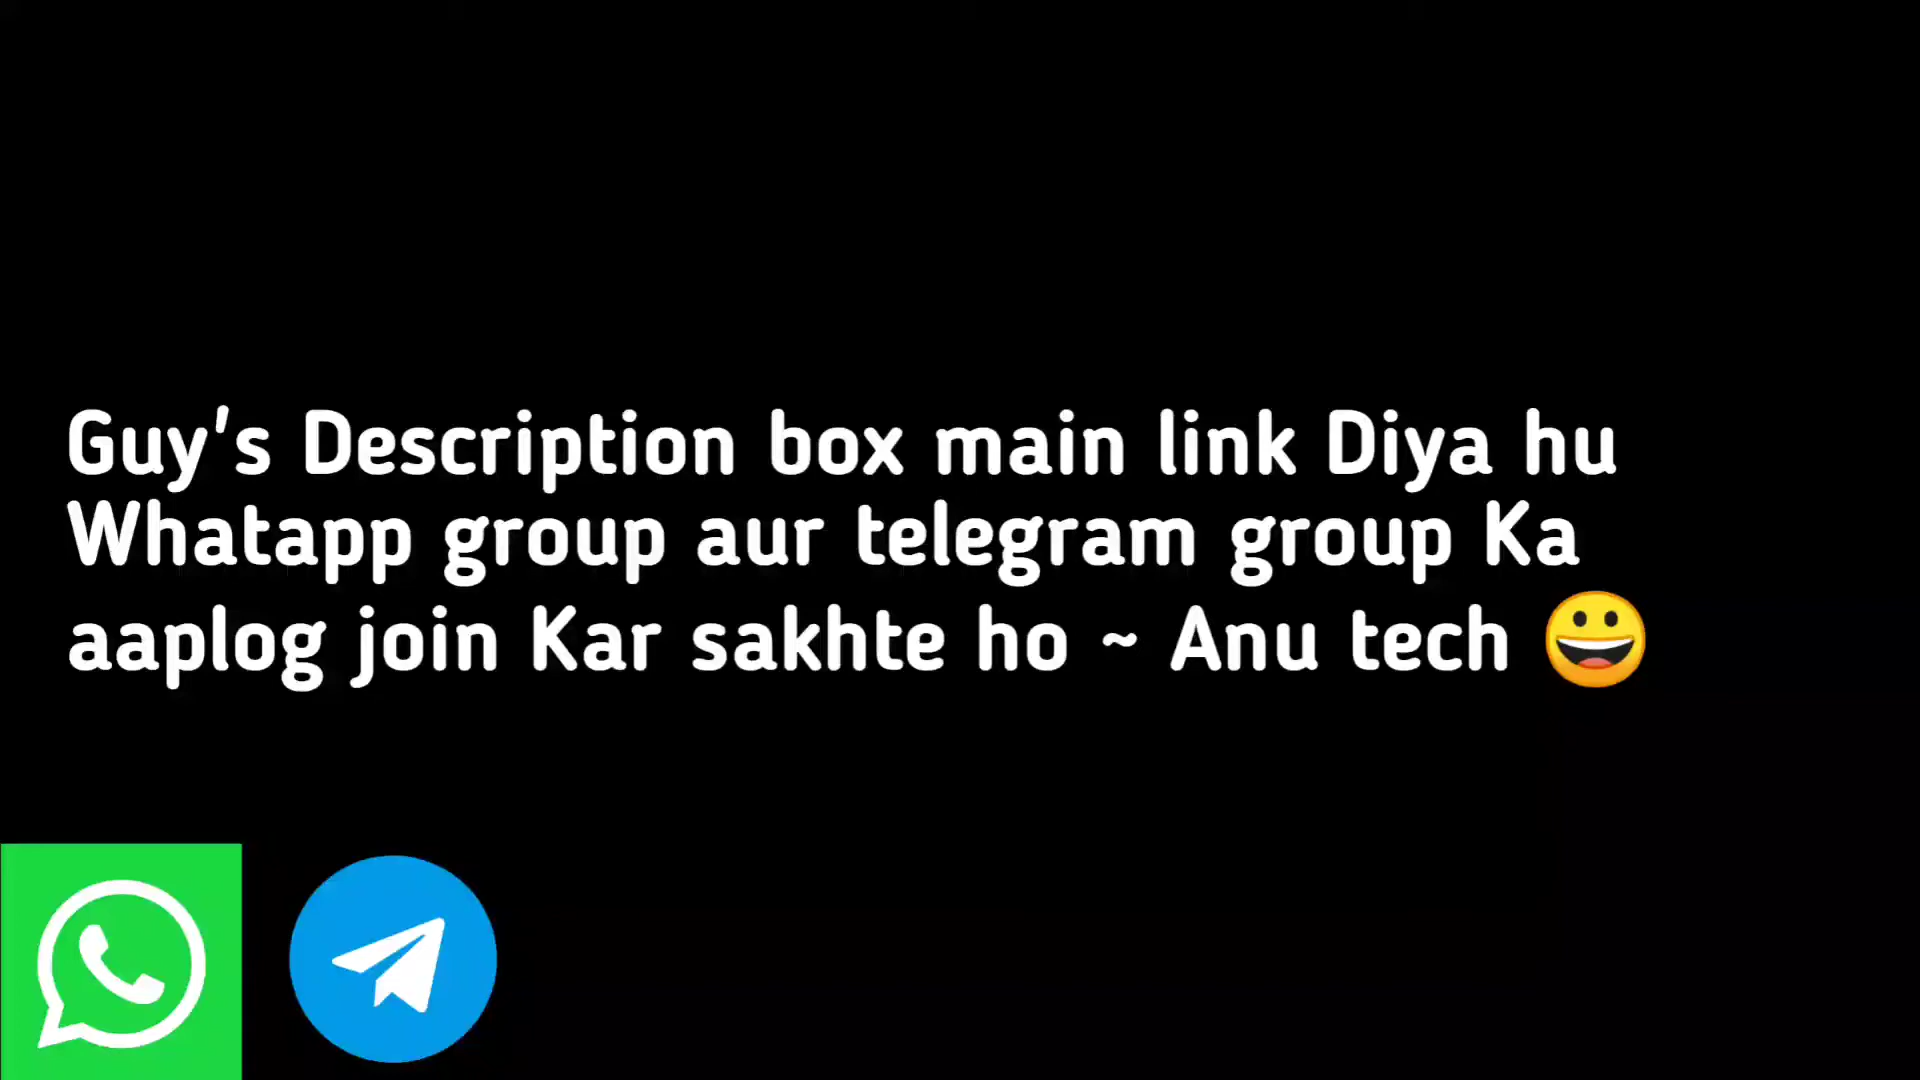 Guy's Description box main link Diya hu
Whatapp group aur telegram group Ka
aaplog join Kar sakhte ho ~ Anu tech 😀